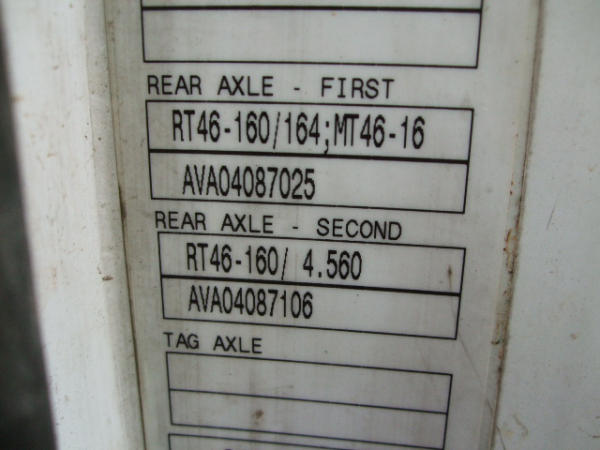 REAR AXLE - FIRST
RT46-160/164;MT46-16
AVA04087025
REAR AXLE - SECOND
RT46-160/ 4.560
AVA04087106
TAG AXLE